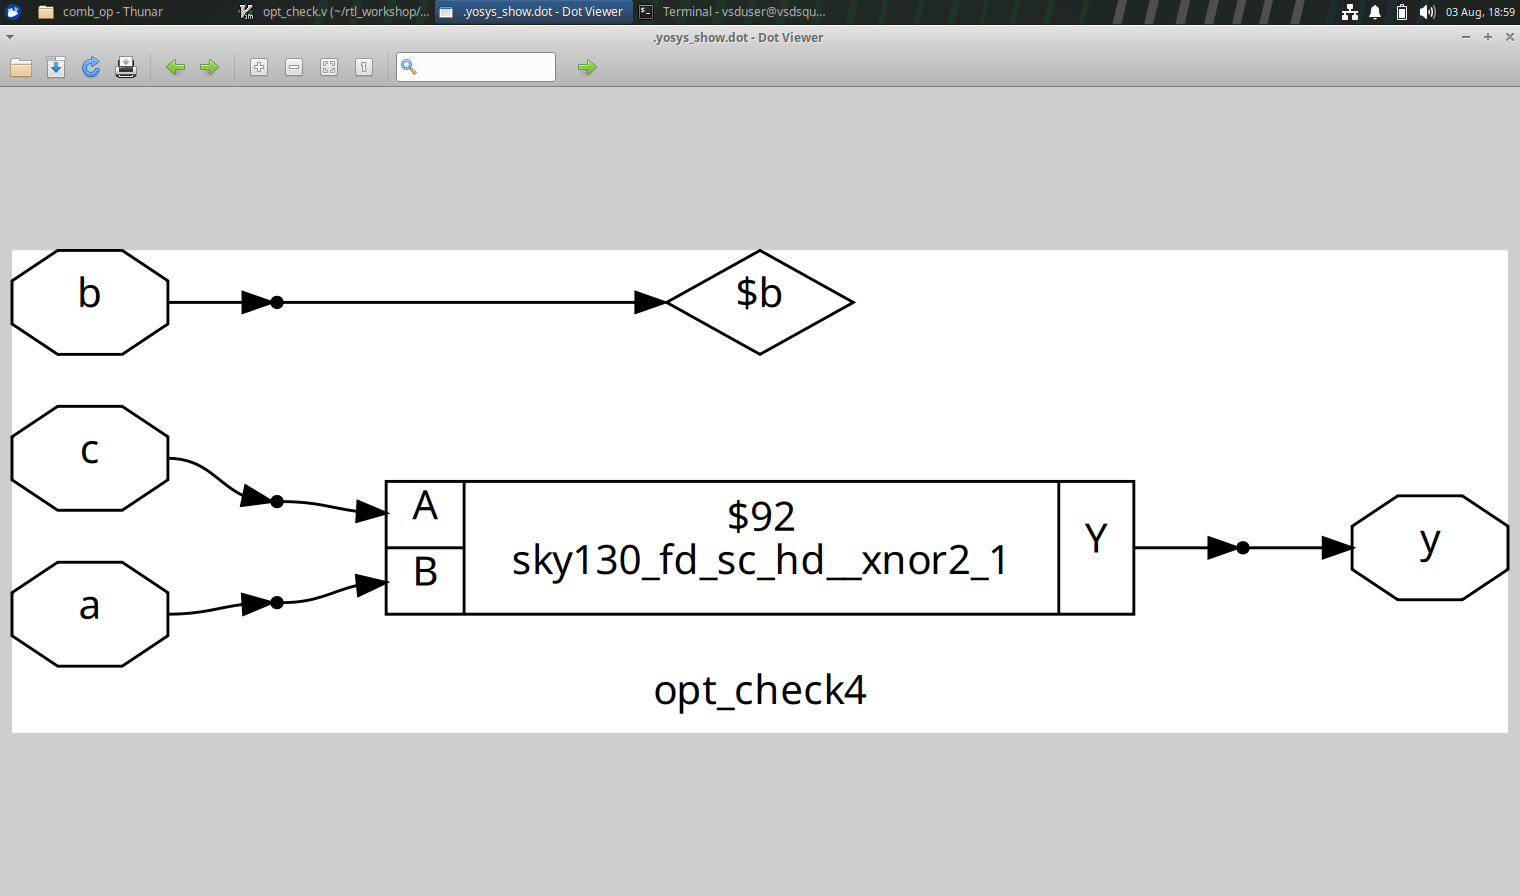 comb_op - Thunar
opt_check.v (~/rtl_workshop/...
.yosys_show.dot - Dot Viewer
Terminal - vsduser@vsdsqu...
03 Aug, 18:59
.yosys_show.dot - Dot Viewer
b
$b
c
A
$92
Y
y
B
sky130_fd_sc_hd__xnor2_1
a
opt_check4